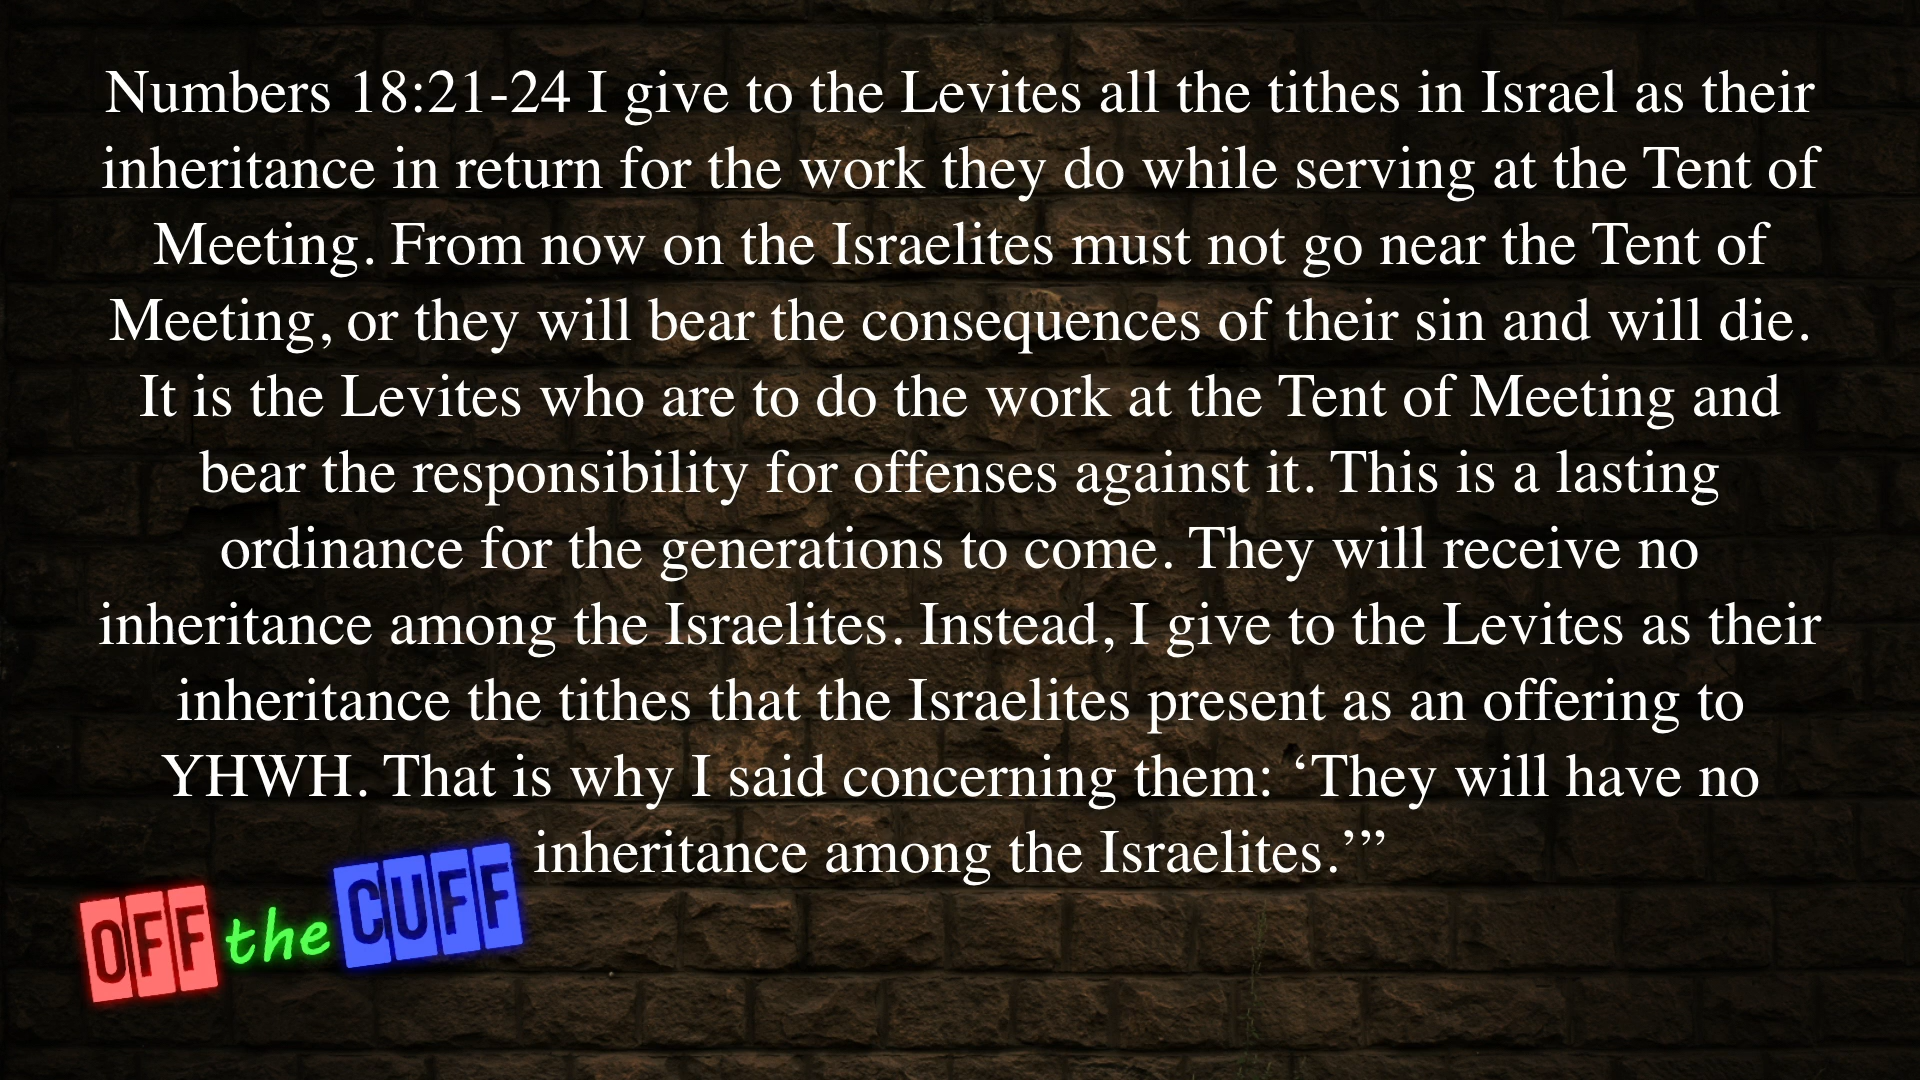 Numbers 18:21-24 I give to the Levites all the tithes in Israel as their
inheritance in return for the work they do while serving at the Tent of
Meeting. From now on the Israelites must not go near the Tent of
Meeting, or they will bear the consequences of their sin and will die.
It is the Levites who are to do the work at the Tent of Meeting and
bear the responsibility for offenses against it. This is a lasting
ordinance for the generations to come. They will receive no
inheritance among the Israelites. Instead, I give to the Levites as their
inheritance the tithes that the Israelites present as an offering to
YHWH. That is why I said concerning them: ‘They will have no
inheritance among the Israelites.’”
OFF the CUFF